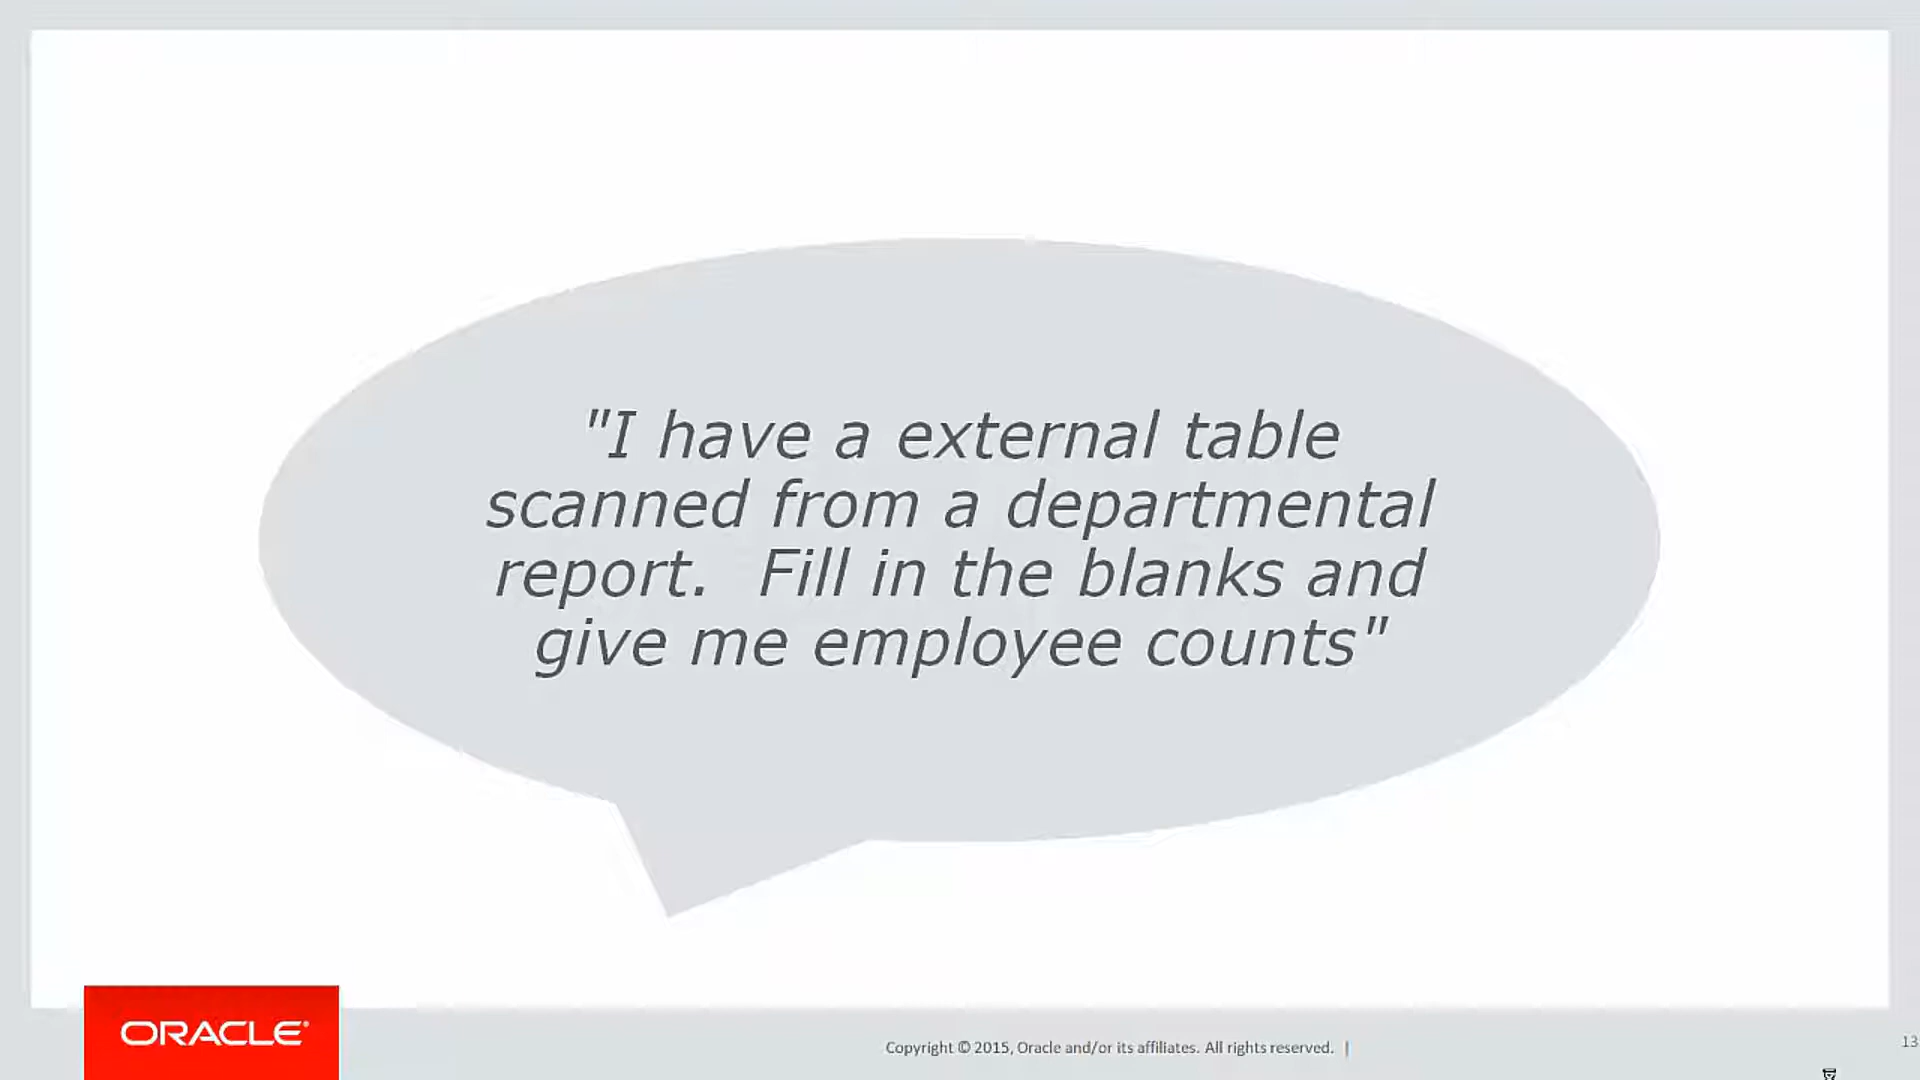 "I have a external table
scanned from a departmental
report.  Fill in the blanks and
give me employee counts"
ORACLE®
Copyright © 2015, Oracle and/or its affiliates. All rights reserved. |
13